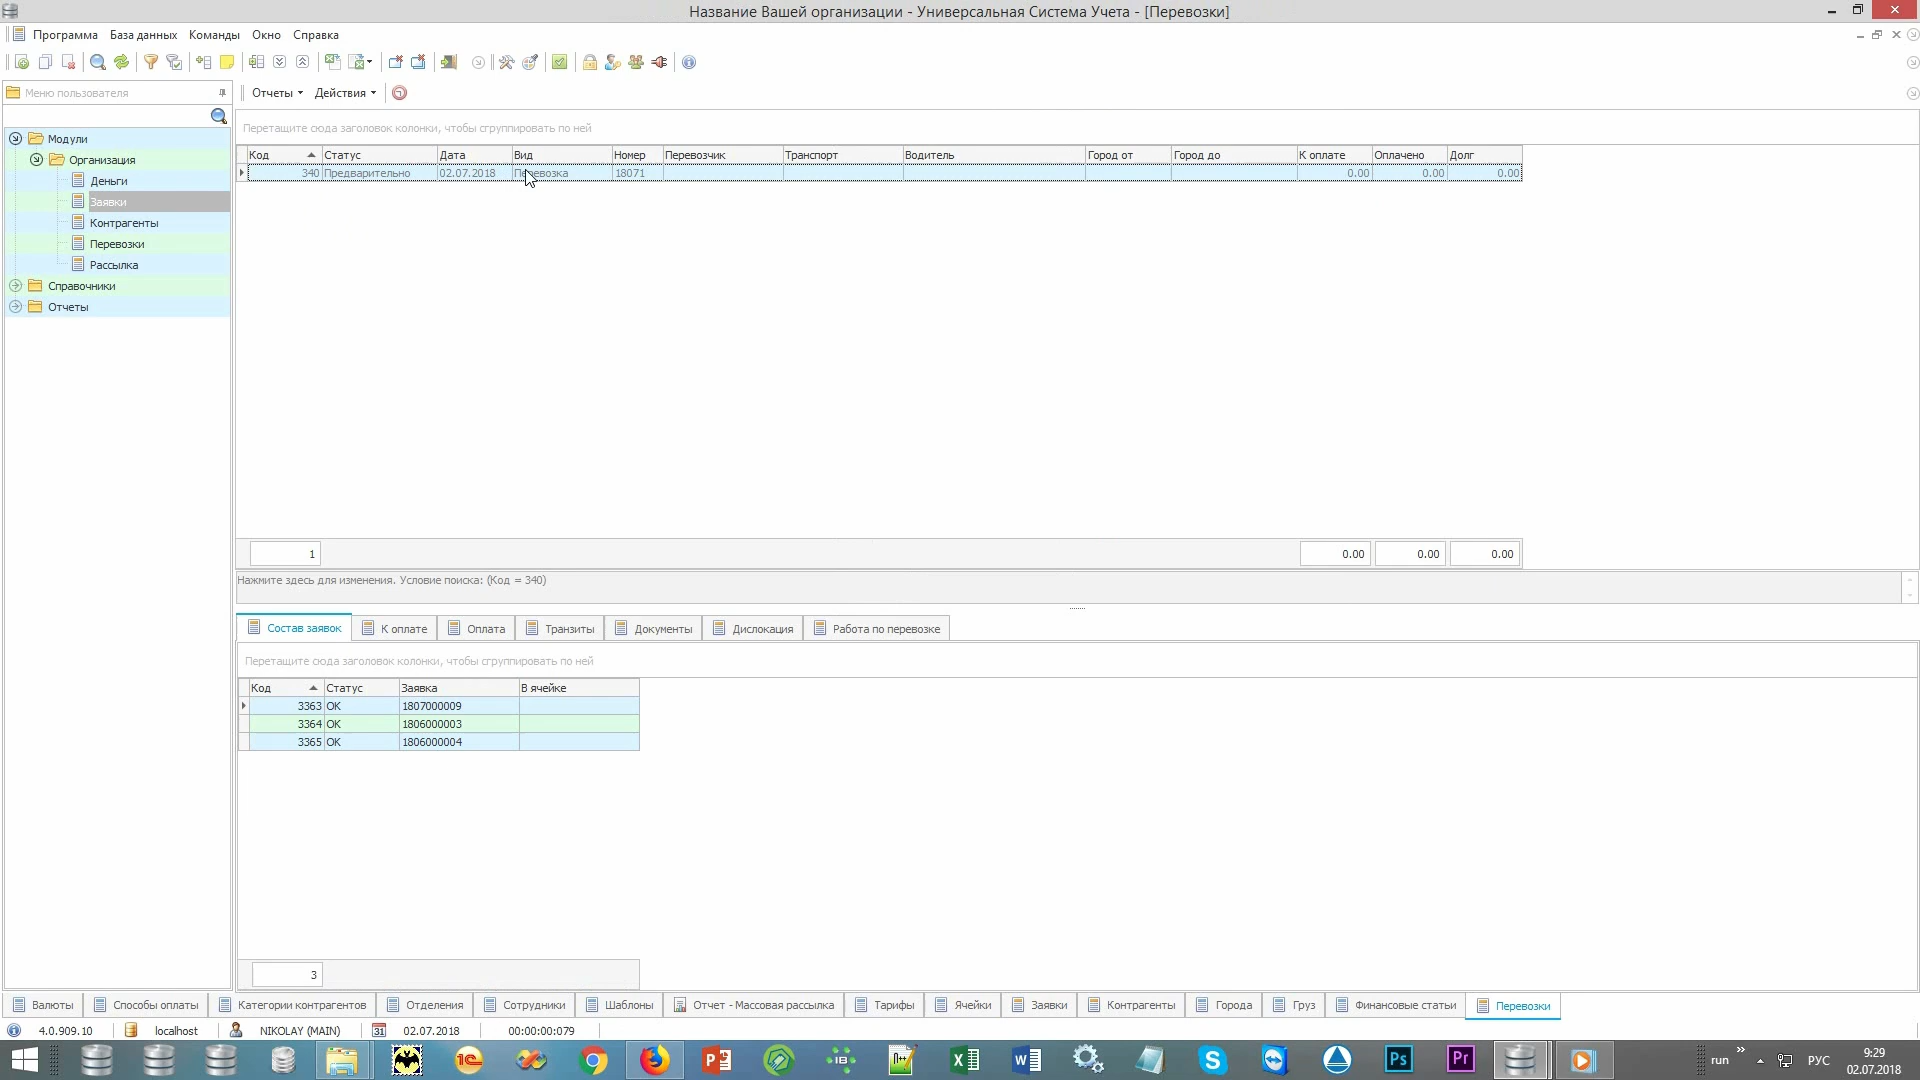 Название Вашей организации - Универсальная Система Учета - [Перевозки]
Программа База данных Команды Окно Справка
Меню пользователя
Отчеты Действия
Модули
Организация
Деньги
Заявки
Контрагенты
Перевозки
Рассылка
Справочники
Отчеты
Перетащите сюда заголовок колонки, чтобы сгруппировать по ней
Код Статус Дата Вид Номер Перевозчик Транспорт Водитель Город от Город до К оплате Оплачено Долг
340 Предварительно 02.07.2018 Перевозка 18071 0.00 0.00 0.00
1 0.00 0.00 0.00
Нажмите здесь для изменения. Условие поиска: (Код = 340)
Состав заявок К оплате Оплата Транзиты Документы Дислокация Работа по перевозке
Перетащите сюда заголовок колонки, чтобы сгруппировать по ней
Код Статус Заявка В ячейке
3363 OK 1807000009
3364 OK 1806000003
3365 OK 1806000004
3
Валюты Способы оплаты Категории контрагентов Отделения Сотрудники Шаблоны Отчет - Массовая рассылка Тарифы Ячейки Заявки Контрагенты Города Груз Финансовые статьи Перевозки
4.0.909.10 localhost NIKOLAY (MAIN) 31 02.07.2018 00:00:00:079
run РУС 9:29
02.07.2018